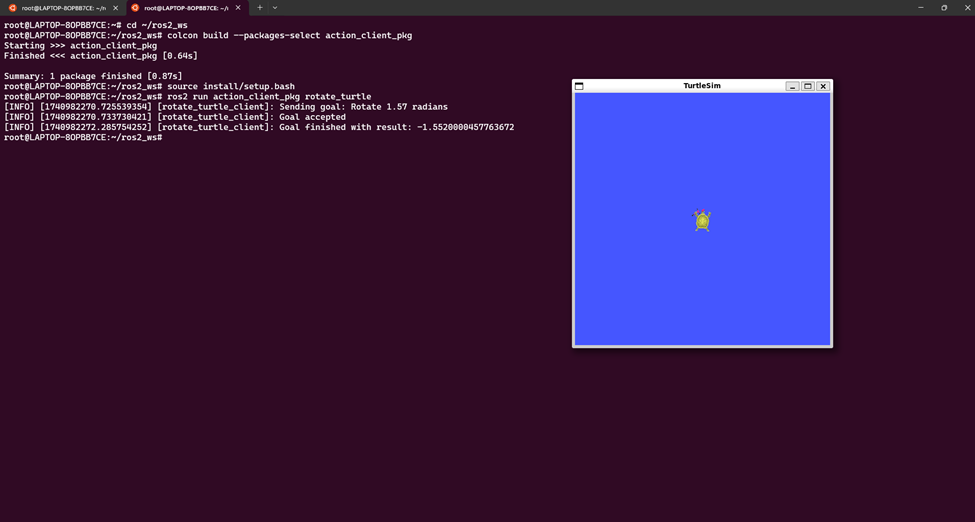 root@LAPTOP-8OPBB7CE: ~/r
root@LAPTOP-8OPBB7CE: ~/
root@LAPTOP-8OPBB7CE:~# cd ~/ros2_ws
root@LAPTOP-8OPBB7CE:~/ros2_ws# colcon build --packages-select action_client_pkg
Starting >>> action_client_pkg
Finished <<< action_client_pkg [0.64s]
Summary: 1 package finished [0.87s]
root@LAPTOP-8OPBB7CE:~/ros2_ws# source install/setup.bash
root@LAPTOP-8OPBB7CE:~/ros2_ws# ros2 run action_client_pkg rotate_turtle
[INFO] [1740982270.725539354] [rotate_turtle_client]: Sending goal: Rotate 1.57 radians
[INFO] [1740982270.733730421] [rotate_turtle_client]: Goal accepted
[INFO] [1740982272.285754252] [rotate_turtle_client]: Goal finished with result: -1.5520000457763672
root@LAPTOP-8OPBB7CE:~/ros2_ws#
TurtleSim